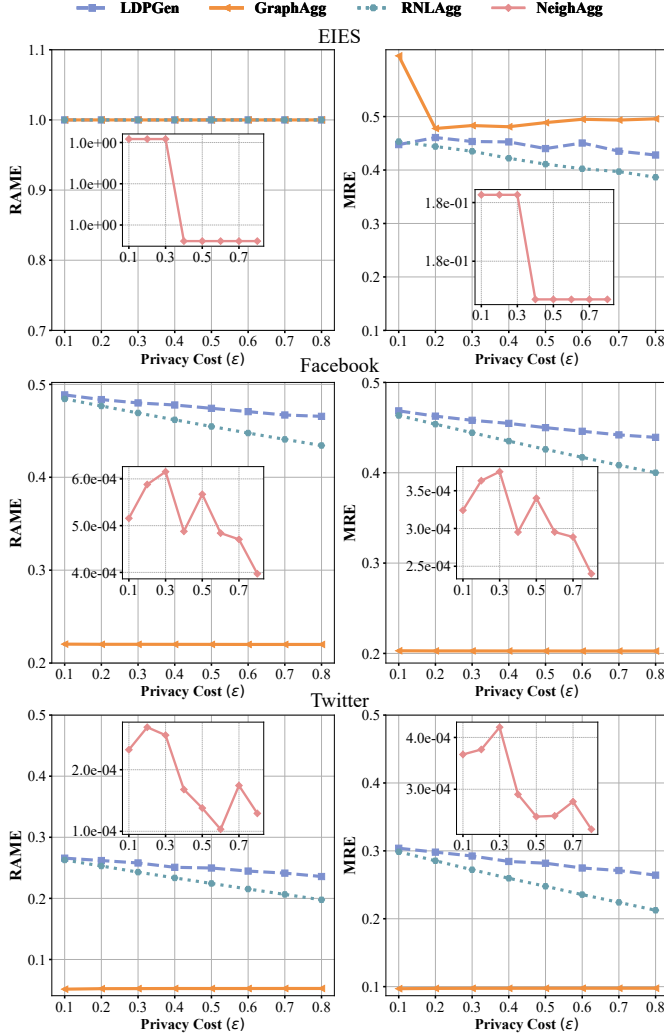 LDPGen GraphAgg RNLAgg NeighAgg
EIES
1.1
1.0
0.9
0.8
0.7
RAME
1.0e+00
1.0e+00
1.0e+00
0.1 0.3 0.5 0.7
0.1 0.2 0.3 0.4 0.5 0.6 0.7 0.8
Privacy Cost (ε)
0.5
0.4
0.3
0.2
0.1
MRE
1.8e-01
1.8e-01
0.1 0.3 0.5 0.7
0.1 0.2 0.3 0.4 0.5 0.6 0.7 0.8
Privacy Cost (ε)
Facebook
0.5
0.4
0.3
0.2
RAME
6.0e-04
5.0e-04
4.0e-04
0.1 0.3 0.5 0.7
0.1 0.2 0.3 0.4 0.5 0.6 0.7 0.8
Privacy Cost (ε)
0.4
0.3
0.2
MRE
3.5e-04
3.0e-04
2.5e-04
0.1 0.3 0.5 0.7
0.1 0.2 0.3 0.4 0.5 0.6 0.7 0.8
Privacy Cost (ε)
Twitter
0.5
0.4
0.3
0.2
0.1
RAME
2.0e-04
1.0e-04
0.1 0.3 0.5 0.7
0.1 0.2 0.3 0.4 0.5 0.6 0.7 0.8
Privacy Cost (ε)
0.5
0.4
0.3
0.2
0.1
MRE
4.0e-04
3.0e-04
0.1 0.3 0.5 0.7
0.1 0.2 0.3 0.4 0.5 0.6 0.7 0.8
Privacy Cost (ε)